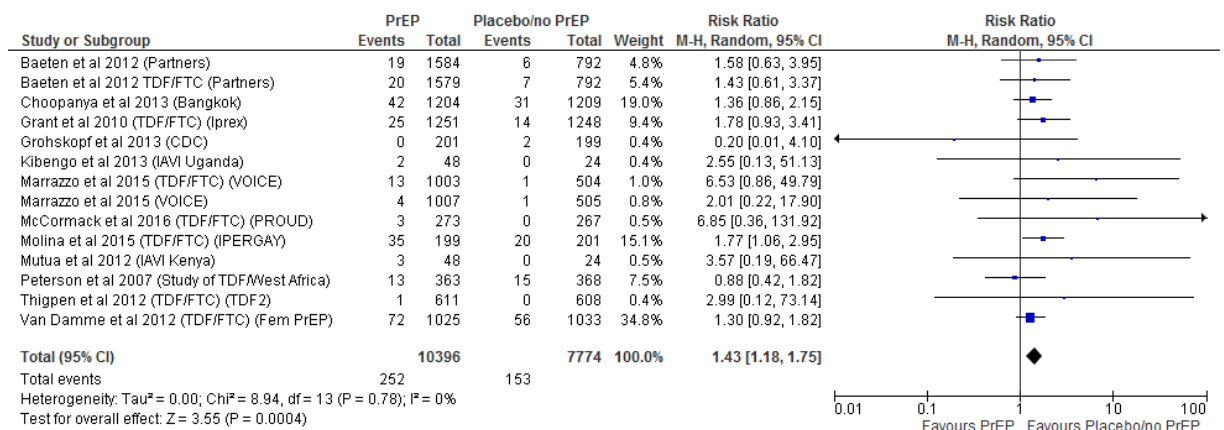 PrEP Placebo/no PrEP Risk Ratio Risk Ratio
Study or Subgroup Events Total Events Total Weight M-H, Random, 95% CI M-H, Random, 95% CI
Baeten et al 2012 (Partners) 19 1584 6 792 4.8% 1.58 [0.63, 3.95]
Baeten et al 2012 TDF/FTC (Partners) 20 1579 7 792 5.4% 1.43 [0.61, 3.37]
Choopanya et al 2013 (Bangkok) 42 1204 31 1209 19.0% 1.36 [0.86, 2.15]
Grant et al 2010 (TDF/FTC) (Iprex) 25 1251 14 1248 9.4% 1.78 [0.93, 3.41]
Grohskopf et al 2013 (CDC) 0 201 2 199 0.4% 0.20 [0.01, 4.10]
Kibengo et al 2013 (IAVI Uganda) 2 48 0 24 0.4% 2.55 [0.13, 51.13]
Marrazzo et al 2015 (TDF/FTC) (VOICE) 13 1003 1 504 1.0% 6.53 [0.86, 49.79]
Marrazzo et al 2015 (VOICE) 4 1007 1 505 0.9% 2.01 [0.22, 17.90]
McCormack et al 2016 (TDF/FTC) (PROUD) 3 273 0 267 0.5% 6.85 [0.36, 131.92]
Molina et al 2015 (TDF/FTC) (IPERGAY) 35 199 20 201 15.1% 1.77 [1.06, 2.95]
Mutua et al 2012 (IAVI Kenya) 3 48 0 24 0.5% 3.57 [0.19, 66.47]
Peterson et al 2007 (Study of TDF/West Africa) 13 363 15 368 7.5% 0.88 [0.42, 1.82]
Thigpen et al 2012 (TDF/FTC) (TDF2) 1 611 0 608 0.4% 2.99 [0.12, 73.14]
Van Damme et al 2012 (TDF/FTC) (Fem PrEP) 72 1025 56 1033 34.8% 1.30 [0.92, 1.82]
Total (95% CI) 10396 7774 100.0% 1.43 [1.18, 1.75]
Total events 252 153
Heterogeneity: Tau² = 0.00; Chi² = 8.94, df = 13 (P = 0.78); I² = 0%
Test for overall effect: Z = 3.55 (P = 0.0004)
0.01 0.1 1 10 100
Favours PrEP Favours Placebo/no PrEP